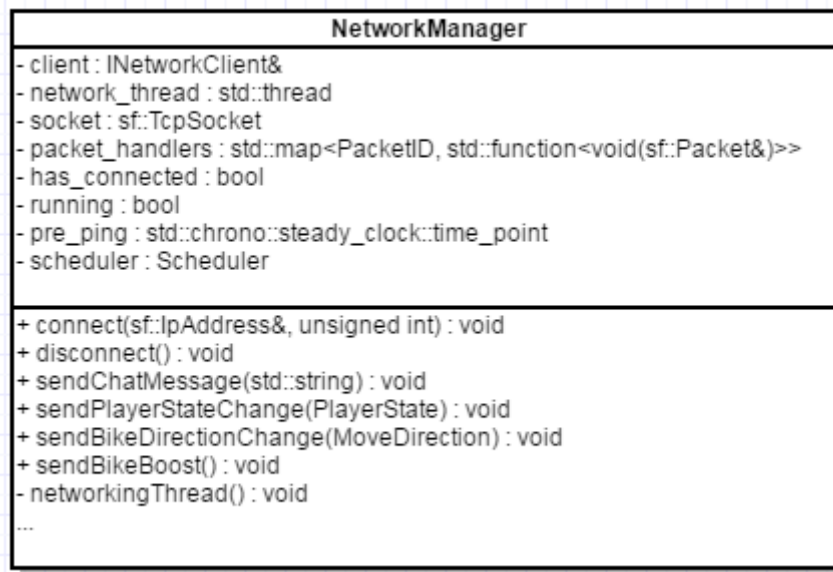 NetworkManager
- client : INetworkClient&
- network_thread : std::thread
- socket : sf::TcpSocket
- packet_handlers : std::map<PacketID, std::function<void(sf::Packet&)>>
- has_connected : bool
- running : bool
- pre_ping : std::chrono::steady_clock::time_point
- scheduler : Scheduler
+ connect(sf::IpAddress&, unsigned int) : void
+ disconnect() : void
+ sendChatMessage(std::string) : void
+ sendPlayerStateChange(PlayerState) : void
+ sendBikeDirectionChange(MoveDirection) : void
+ sendBikeBoost() : void
- networkingThread() : void
...